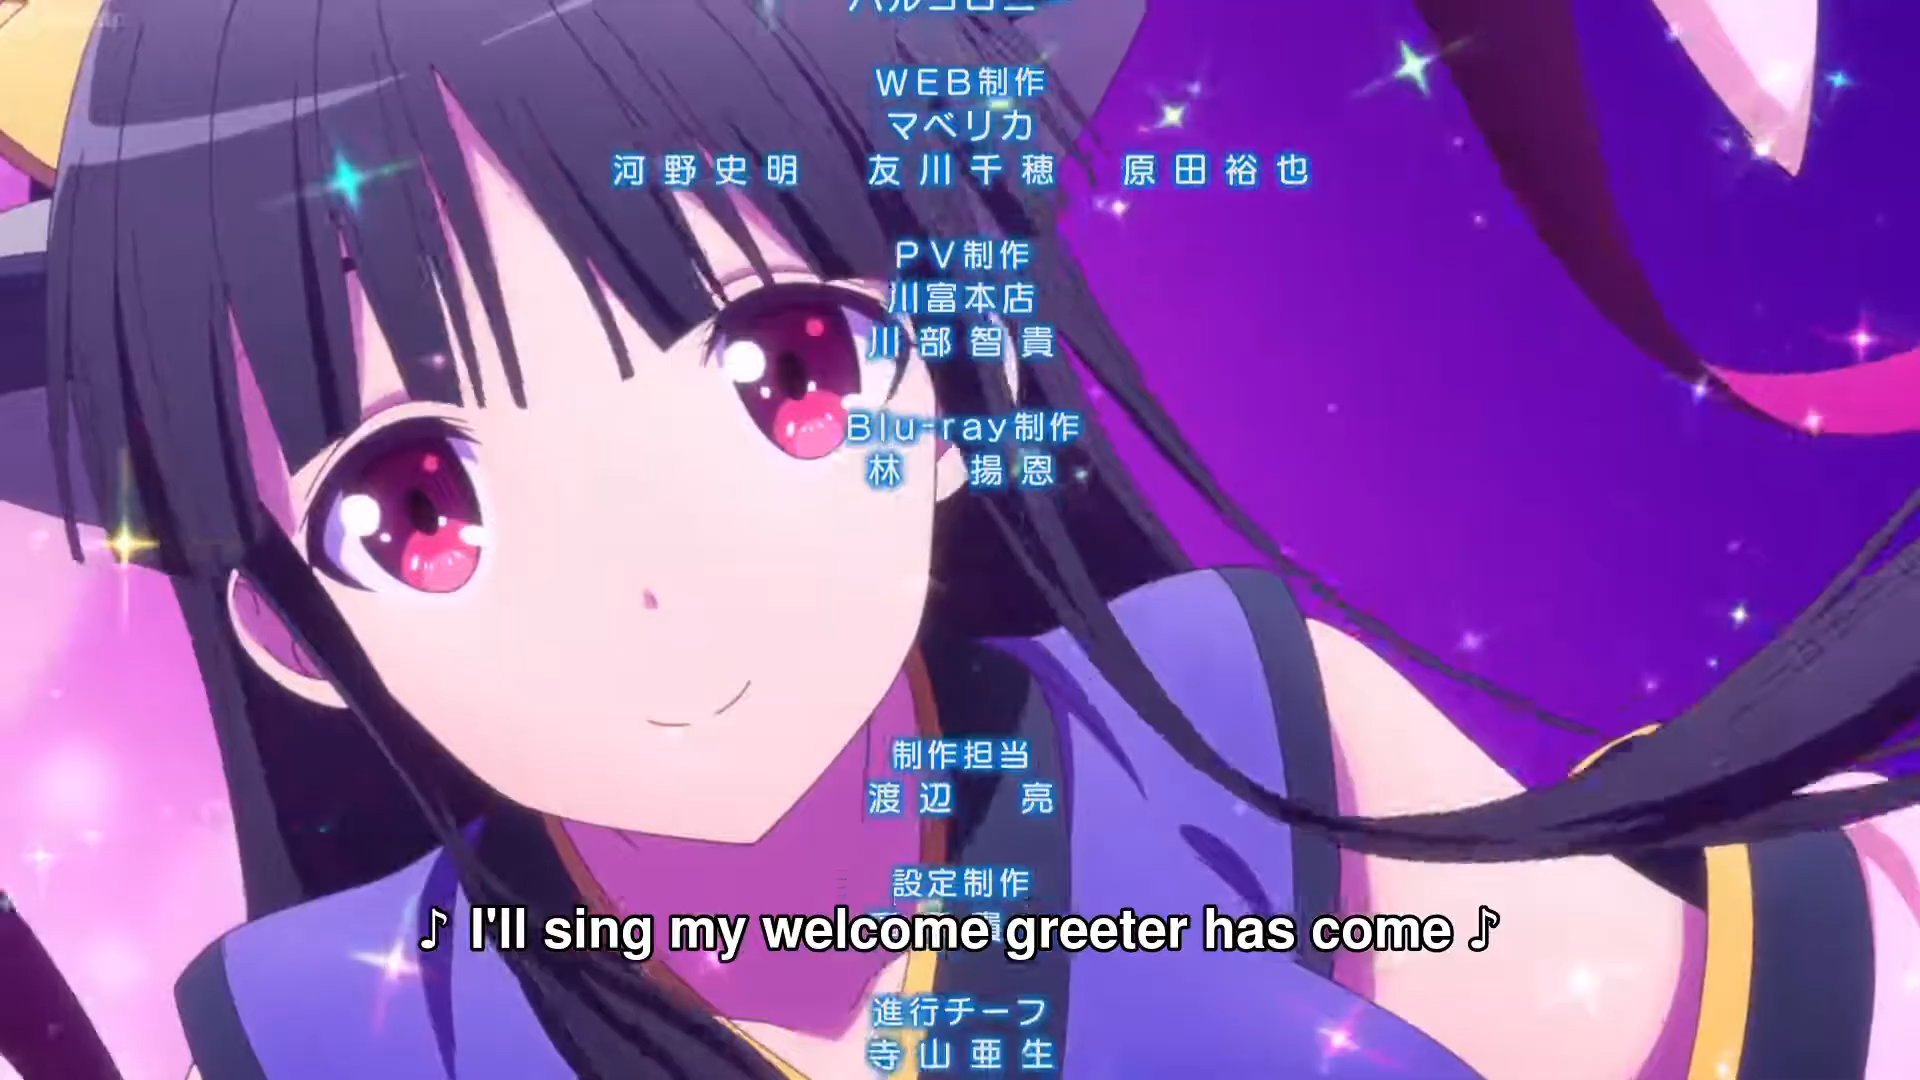 WEB制作
マベリカ
河野史明 友川千穂 原田裕也
PV制作
川富本店
川部智貴
Blu-ray制作
林 揚恩
制作担当
渡辺 亮
設定制作
♪ I'll sing my welcome greeter has come ♪
進行チーフ
寺山亜生